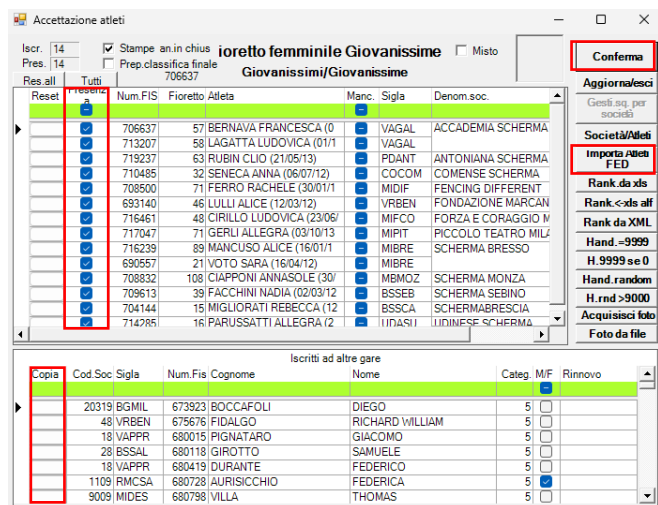 Accettazione atleti
Iscr. 14 Stampe an.in chius ioretto femminile Giovanissime Misto
Pres. 14 Prep.classifica finale Giovanissimi/Giovanissime
Res.all Tutti 706637
Reset Presenz a Num.FIS Fioretto Atleta Manc. Sigla Denom.soc.
706637 57 BERNAVA FRANCESCA (0 VAGAL ACCADEMIA SCHERMA
713207 58 LAGATTA LUDOVICA (01/1 VAGAL
719237 63 RUBIN CLIO (21/05/13) PDANT ANTONIANA SCHERMA
710485 32 SENECA ANNA (06/07/12) COCOM COMENSE SCHERMA
708500 71 FERRO RACHELE (30/01/1 MIDIF FENCING DIFFERENT
693140 46 LULLI ALICE (12/03/12) VRBEN FONDAZIONE MARCAN
716461 48 CIRILLO LUDOVICA (23/06/ MIFCO FORZA E CORAGGIO M
717047 71 GERLI ALLEGRA (03/10/13 MIPIT PICCOLO TEATRO MILA
716239 89 MANCUSO ALICE (16/01/1 MIBRE SCHERMA BRESSO
690557 21 VOTO SARA (16/04/12) MIBRE
708832 108 CIAPPONI ANNASOLE (30/ MBMOZ SCHERMA MONZA
709613 39 FACCHINI NADIA (02/03/12 BSSEB SCHERMA SEBINO
704144 15 MIGLIORATI REBECCA (12 BSSCA SCHERMABRESCIA
714285 16 PARUSSATTI ALLEGRA (2 UDASU UDINESE SCHERMA
Conferma
Aggiorna/esci
Gesti.sq. per
società
Società/Atleti
Importa Atleti
FED
Rank.da xls
Rank.<-xls alf
Rank da XML
Hand.=9999
H.9999 se 0
Hand.random
H.rnd >9000
Acquisisci foto
Foto da file
Iscritti ad altre gare
Copia Cod.Soc Sigla Num.Fis Cognome Nome Categ. M/F Rinnovo
20319 BGMIL 673923 BOCCAFOLI DIEGO 5
48 VRBEN 675676 FIDALGO RICHARD WILLIAM 5
18 VAPPR 680015 PIGNATARO GIACOMO 5
28 BSSAL 680118 GIROTTO SAMUELE 5
18 VAPPR 680419 DURANTE FEDERICO 5
1109 RMCSA 680728 AURISICCHIO FEDERICA 5
9009 MIDES 680798 VILLA THOMAS 5